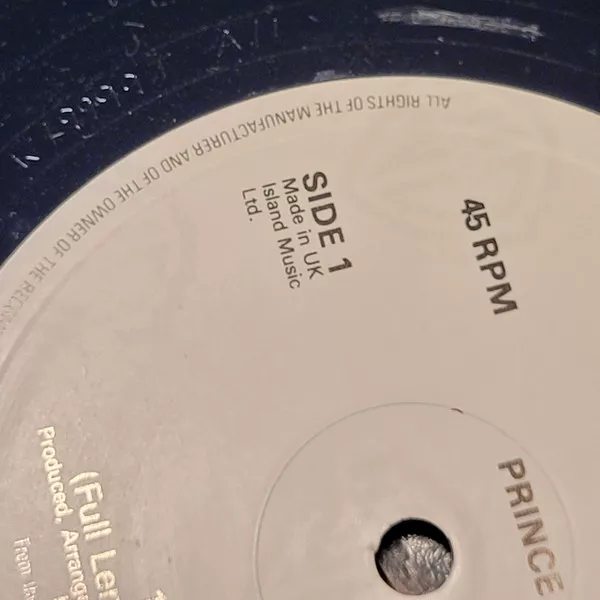 ALL RIGHTS OF THE MANUFACTURER AND OF THE OWNER OF THE
45 RPM
SIDE 1
Made in UK
Island Music
Ltd.
PRINCE
(Full Len
Produced, Arrang